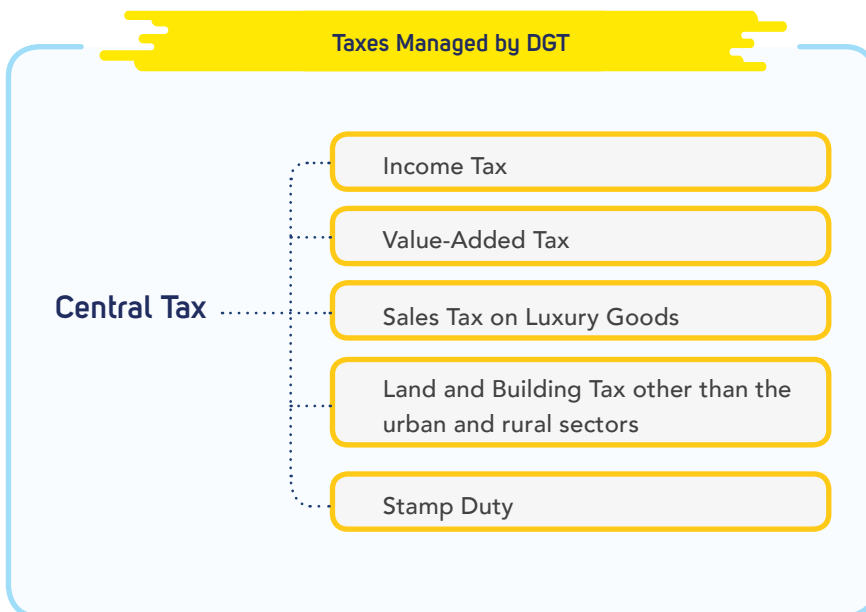 Taxes Managed by DGT
Income Tax
Value-Added Tax
Central Tax
Sales Tax on Luxury Goods
Land and Building Tax other than the
urban and rural sectors
Stamp Duty